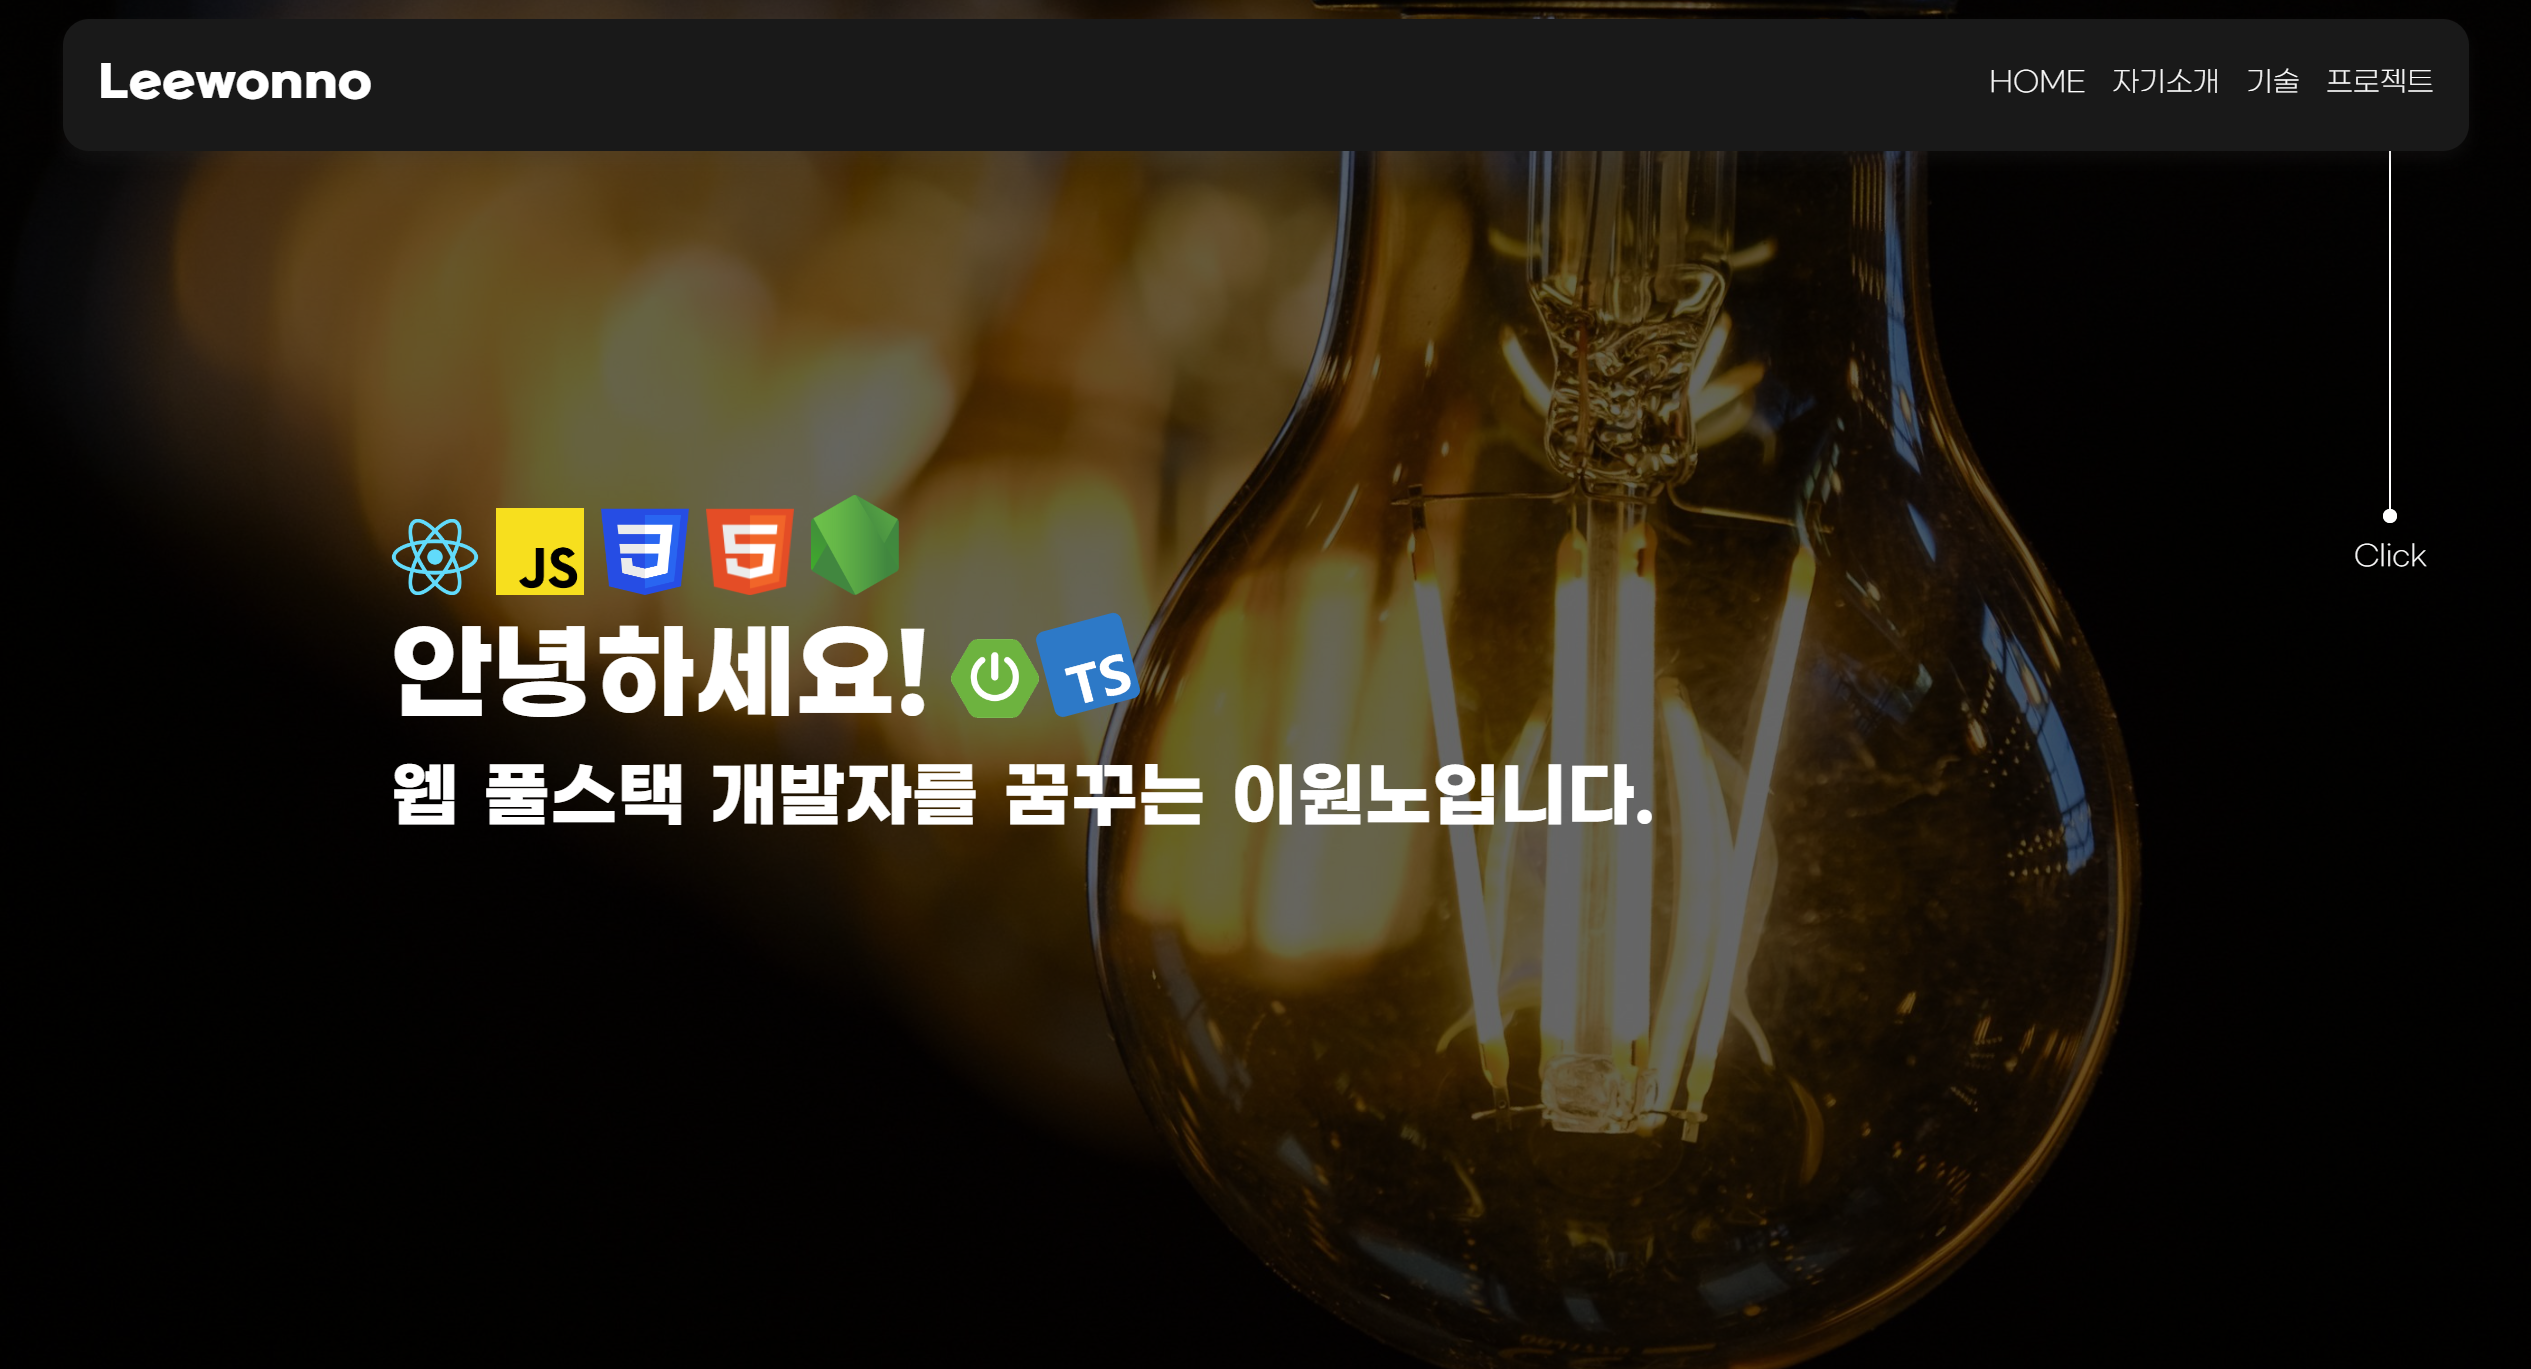 Leewonno
HOME 자기소개 기술 프로젝트
Click
JS
안녕하세요! TS
웹 풀스택 개발자를 꿈꾸는 이원노입니다.